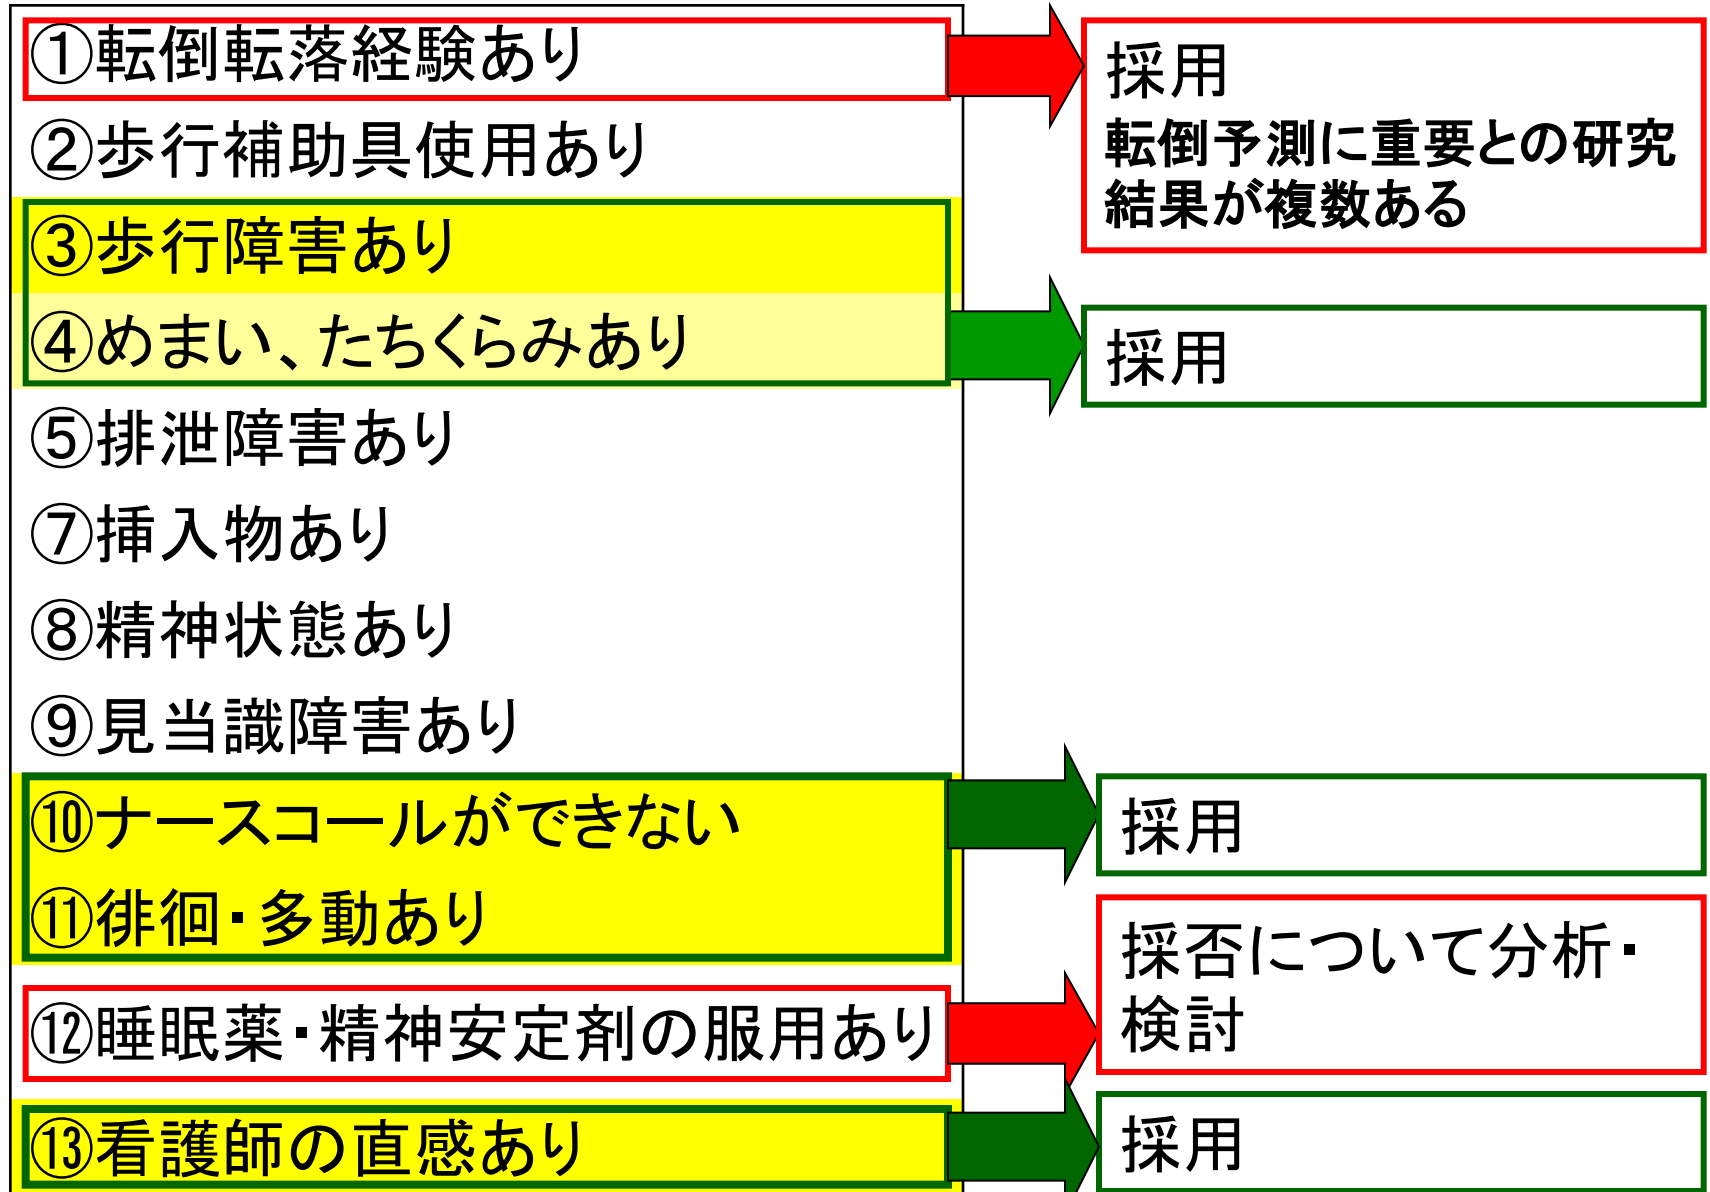 ①転倒転落経験あり
②歩行補助具使用あり
③歩行障害あり
④めまい、たちくらみあり
⑤排泄障害あり
⑦挿入物あり
⑧精神状態あり
⑨見当識障害あり
⑩ナースコールができない
⑪徘徊・多動あり
⑫睡眠薬・精神安定剤の服用あり
⑬看護師の直感あり
採用
転倒予測に重要との研究
結果が複数ある
採用
採用
採否について分析・
検討
採用